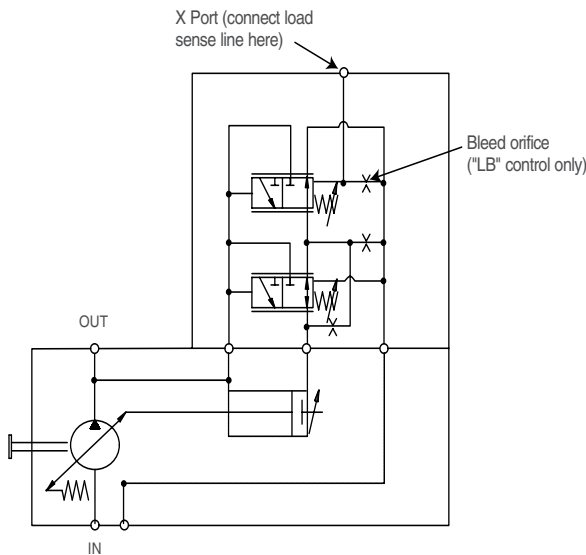 X Port (connect load
sense line here)
Bleed orifice
("LB" control only)
OUT
IN